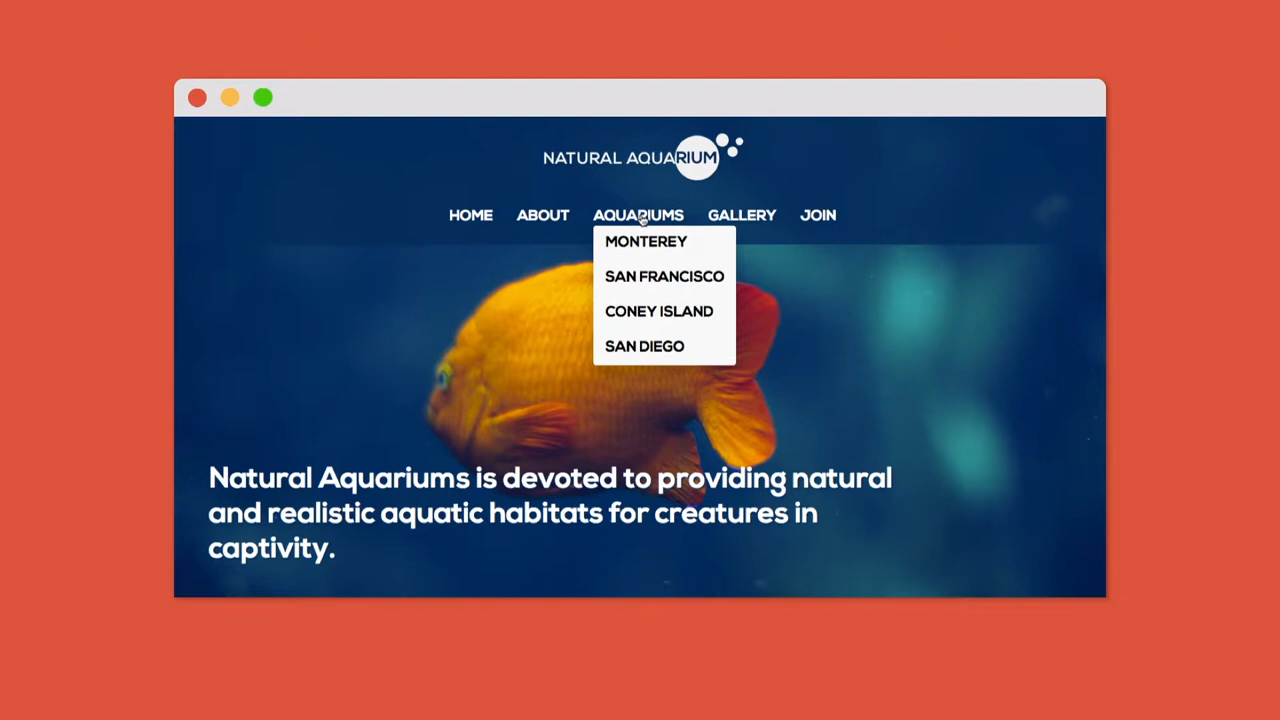 NATURAL AQUARIUM
HOME ABOUT AQUARIUMS GALLERY JOIN
MONTEREY
SAN FRANCISCO
CONEY ISLAND
SAN DIEGO
Natural Aquariums is devoted to providing natural
and realistic aquatic habitats for creatures in
captivity.